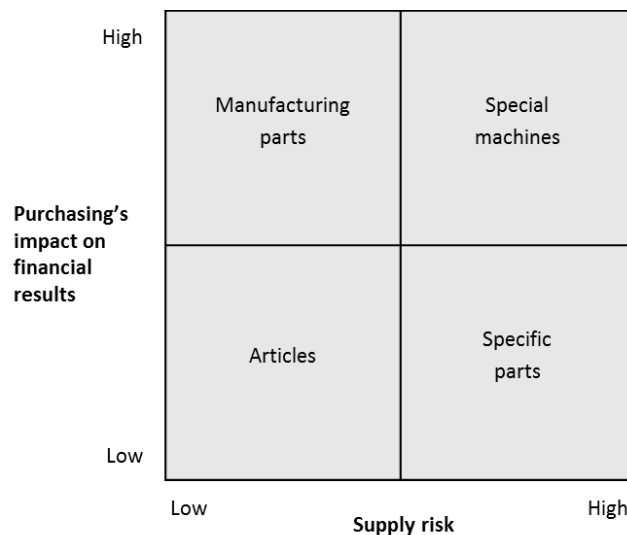 High
Manufacturing
parts
Special
machines
Purchasing's
impact on
financial
results
Articles
Specific
parts
Low
Low
High
Supply risk